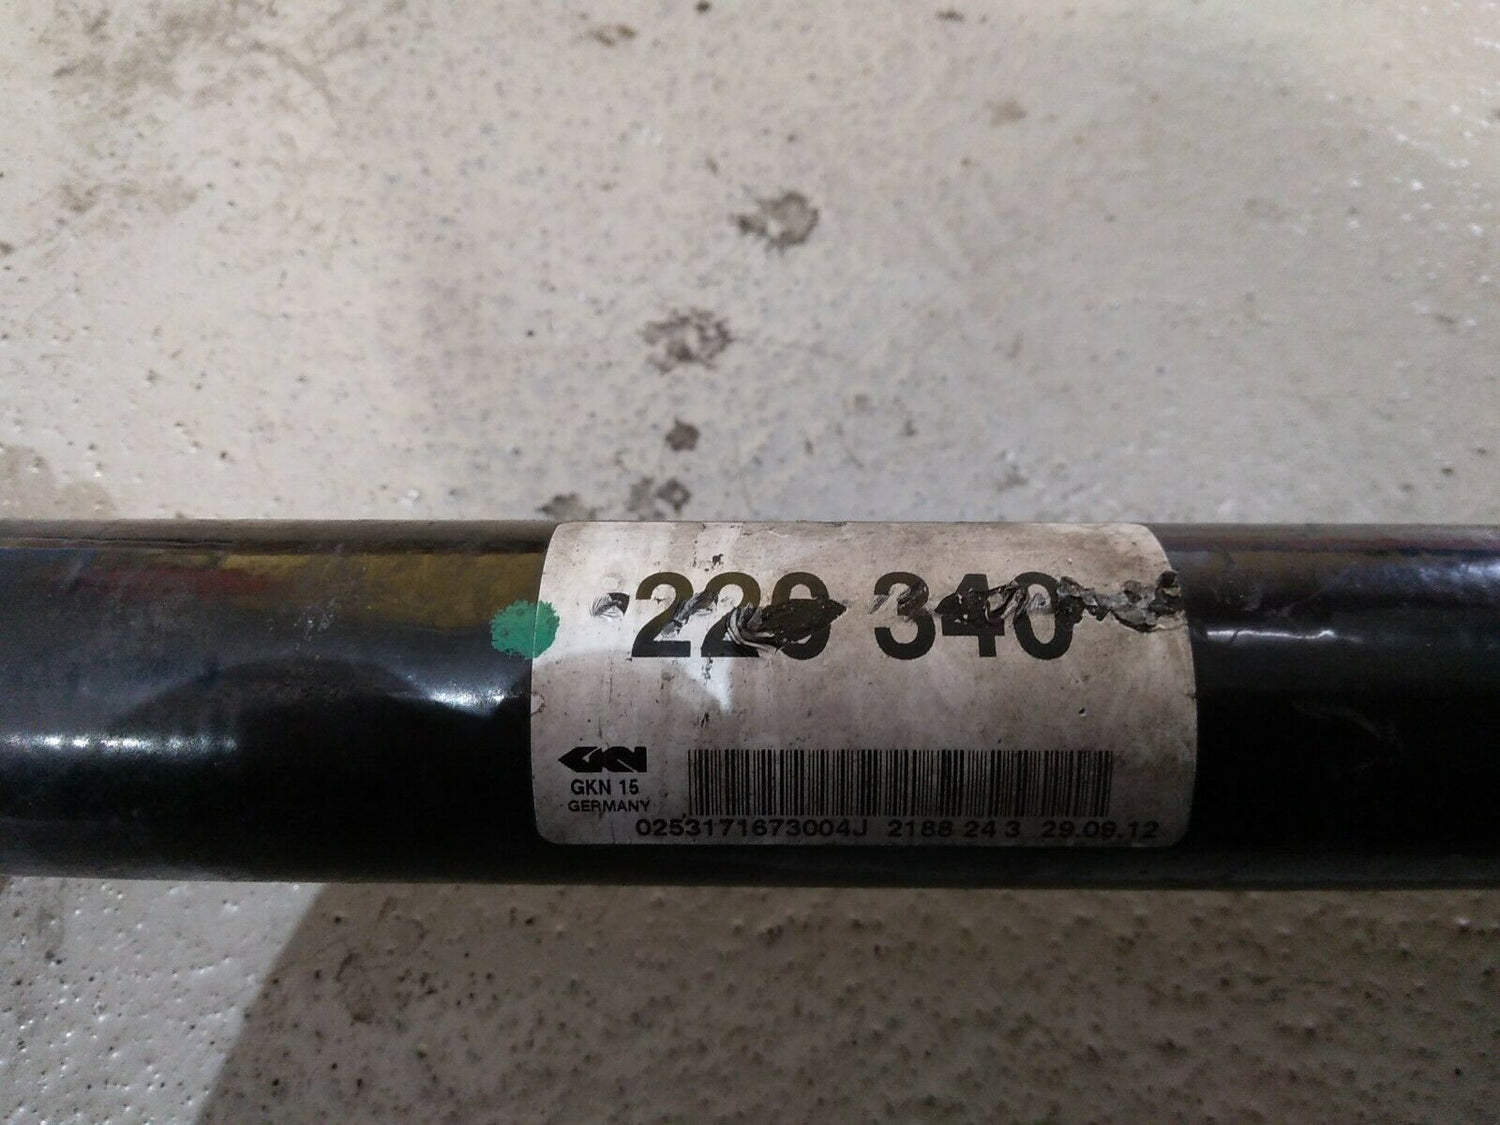 229 340
GKN
GKN 15
GERMANY
0253171673004J 2188 24 3 29.09.12